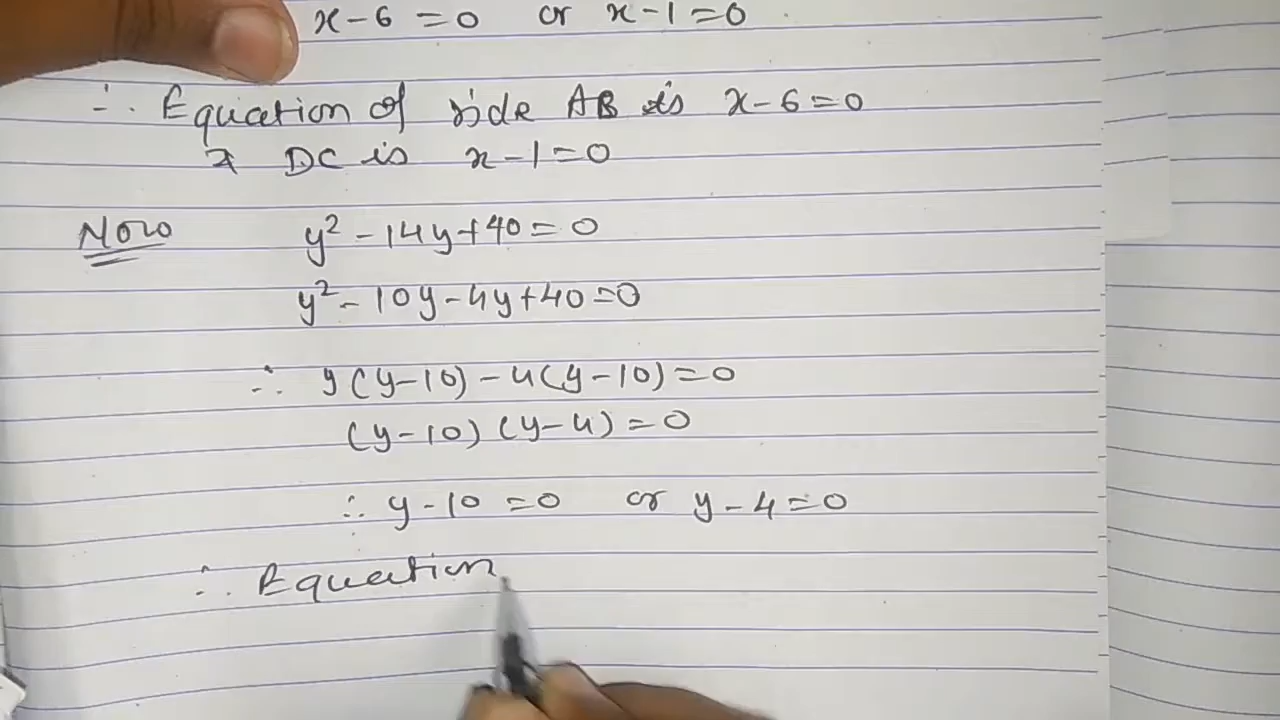 x-6=0 or x-1=0
∴ Equation of side AB is x-6=0
& DC is x-1=0
Now y²-14y+40=0
y²-10y-4y+40=0
∴ y(y-10)-4(y-10)=0
(y-10)(y-4)=0
∴ y-10=0 or y-4=0
∴ Equation